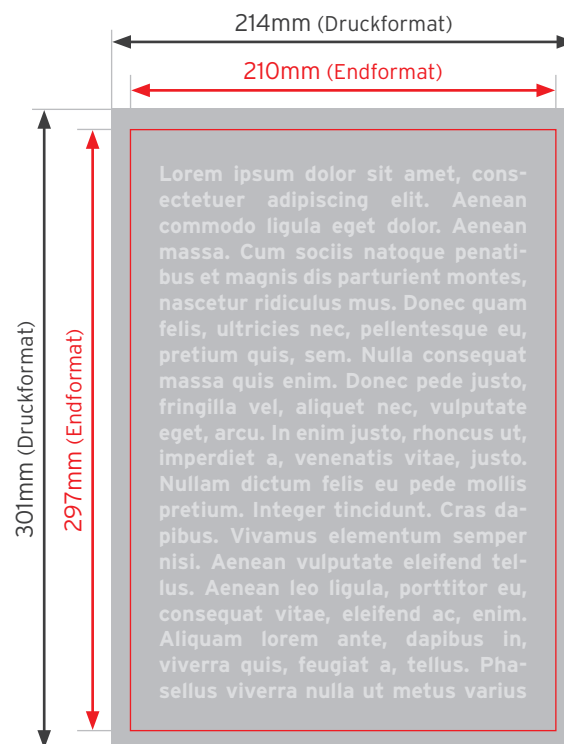 214mm (Druckformat)
210mm (Endformat)
301mm (Druckformat)
297mm (Endformat)
Lorem ipsum dolor sit amet, cons-
ectetuer adipiscing elit. Aenean
commodo ligula eget dolor. Aenean
massa. Cum sociis natoque penati-
bus et magnis dis parturient montes,
nascetur ridiculus mus. Donec quam
felis, ultricies nec, pellentesque eu,
pretium quis, sem. Nulla consequat
massa quis enim. Donec pede justo,
fringilla vel, aliquet nec, vulputate
eget, arcu. In enim justo, rhoncus ut,
imperdiet a, venenatis vitae, justo.
Nullam dictum felis eu pede mollis
pretium. Integer tincidunt. Cras da-
pibus. Vivamus elementum semper
nisi. Aenean vulputate eleifend tel-
lus. Aenean leo ligula, porttitor eu,
consequat vitae, eleifend ac, enim.
Aliquam lorem ante, dapibus in,
viverra quis, feugiat a, tellus. Pha-
sellus viverra nulla ut metus varius